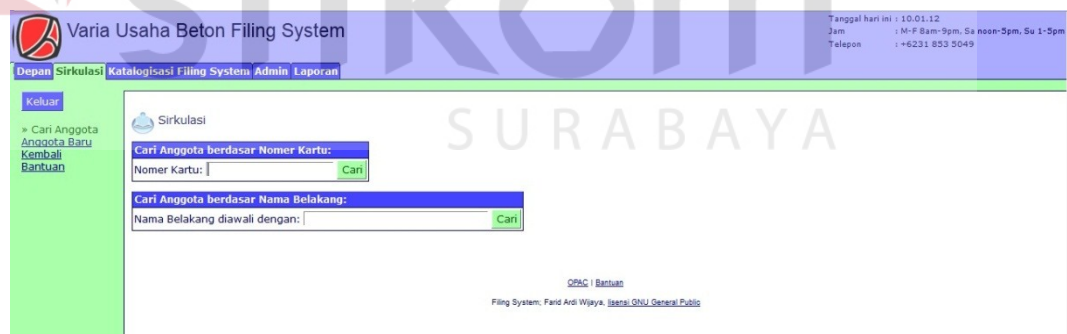 Varia Usaha Beton Filing System
Tanggal hari ini : 10.01.12
Jam : M-F 8am-9pm, Sa noon-5pm, Su 1-5pm
Telepon : +6231 853 5049
Depan Sirkulasi Katalogisasi Filing System Admin Laporan
Keluar
» Cari Anggota
Anggota Baru
Kembali
Bantuan
Sirkulasi
Cari Anggota berdasar Nomer Kartu:
Nomer Kartu: Cari
Cari Anggota berdasar Nama Belakang:
Nama Belakang diawali dengan: Cari
SURABAYA
OPAC | Bantuan
Filing System; Farid Ardi Wijaya, lisensi GNU General Public